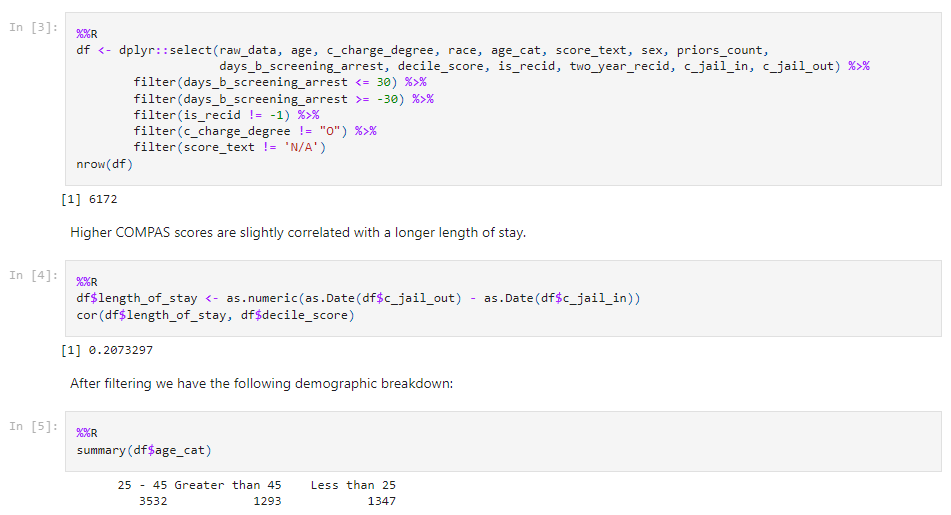 In [3]:
%%R
df <- dplyr::select(raw_data, age, c_charge_degree, race, age_cat, score_text, sex, priors_count,
                    days_b_screening_arrest, decile_score, is_recid, two_year_recid, c_jail_in, c_jail_out) %>%
        filter(days_b_screening_arrest <= 30) %>%
        filter(days_b_screening_arrest >= -30) %>%
        filter(is_recid != -1) %>%
        filter(c_charge_degree != "O") %>%
        filter(score_text != 'N/A')
nrow(df)
[1] 6172
Higher COMPAS scores are slightly correlated with a longer length of stay.
In [4]:
%%R
df$length_of_stay <- as.numeric(as.Date(df$c_jail_out) - as.Date(df$c_jail_in))
cor(df$length_of_stay, df$decile_score)
[1] 0.2073297
After filtering we have the following demographic breakdown:
In [5]:
%%R
summary(df$age_cat)
25 - 45 Greater than 45    Less than 25
3532            1293            1347